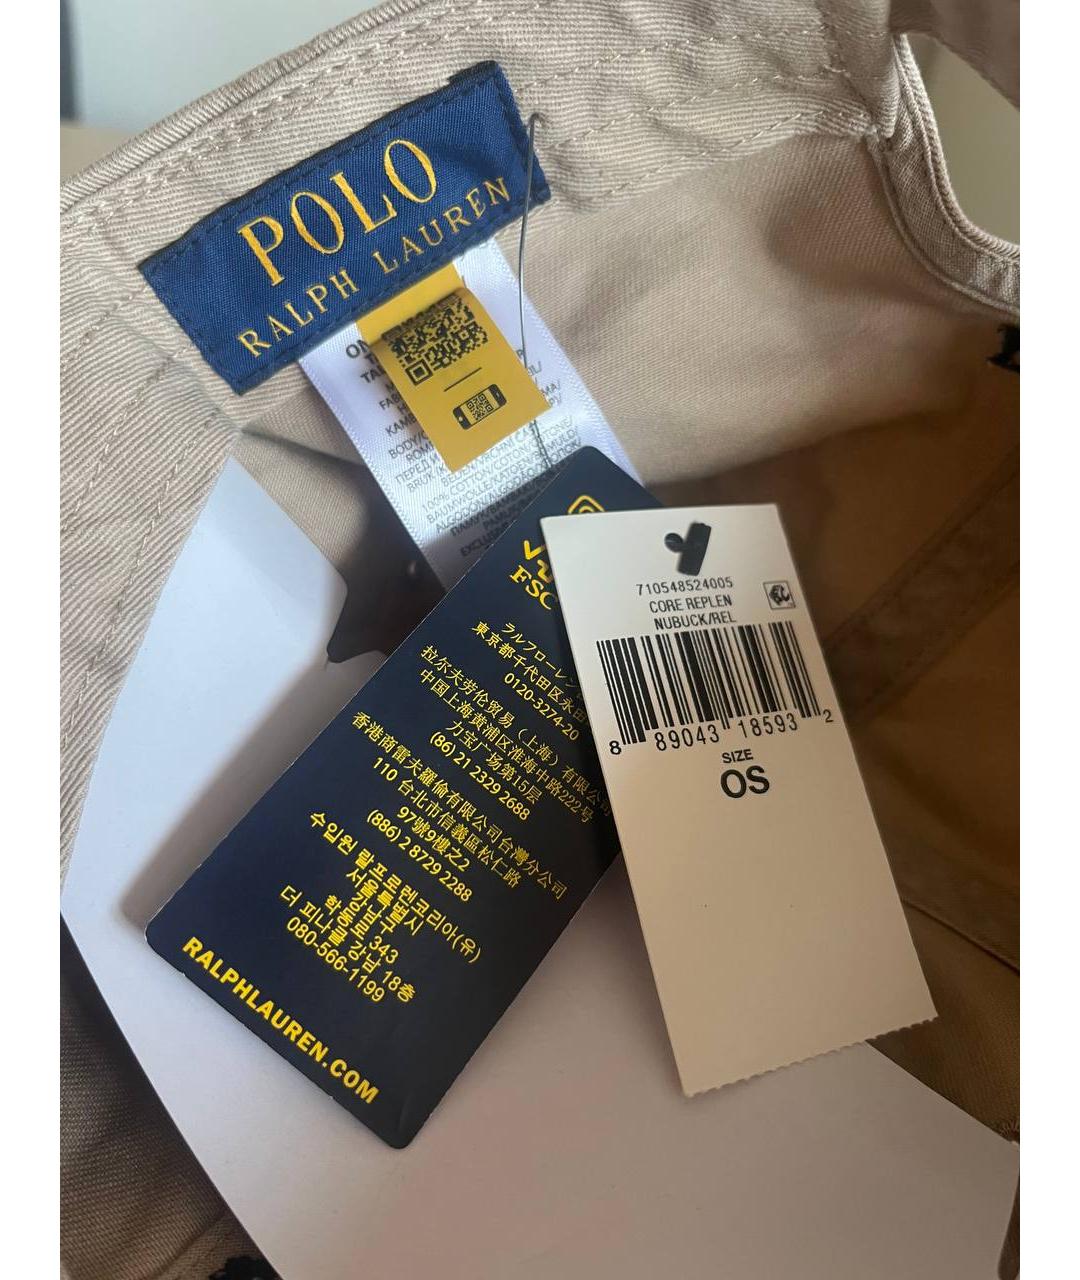 POLO
RALPH LAUREN
100% COTTON/COTON/COTONE/
FSC
ラルフローレン
東京都千代田区永田
0120-3274-20
拉尔夫劳伦贸易（上海）有限公司
中国上海黄浦区淮海中路222号
力宝广场第15层
(86) 21 2329 2688
香港商雷夫羅倫有限公司台灣分公司
110 台北市信義區松仁路
97號9樓之2
(886) 2 8729 2288
수입원 랄프로렌코리아(유)
서울특별시
강남구
학동로 343
더 피나클 강남 18층
080-566-1199
RALPHLAUREN.COM
710548524005
CORE REPLEN
NUBUCK/REL
8 89043 18593 2
SIZE
OS